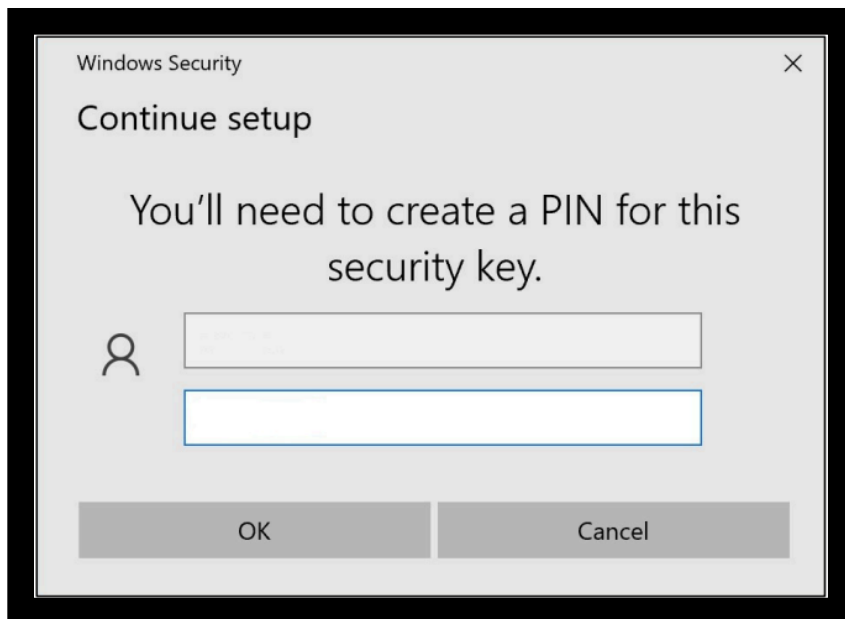 Windows Security
Continue setup
You'll need to create a PIN for this
security key.
OK
Cancel